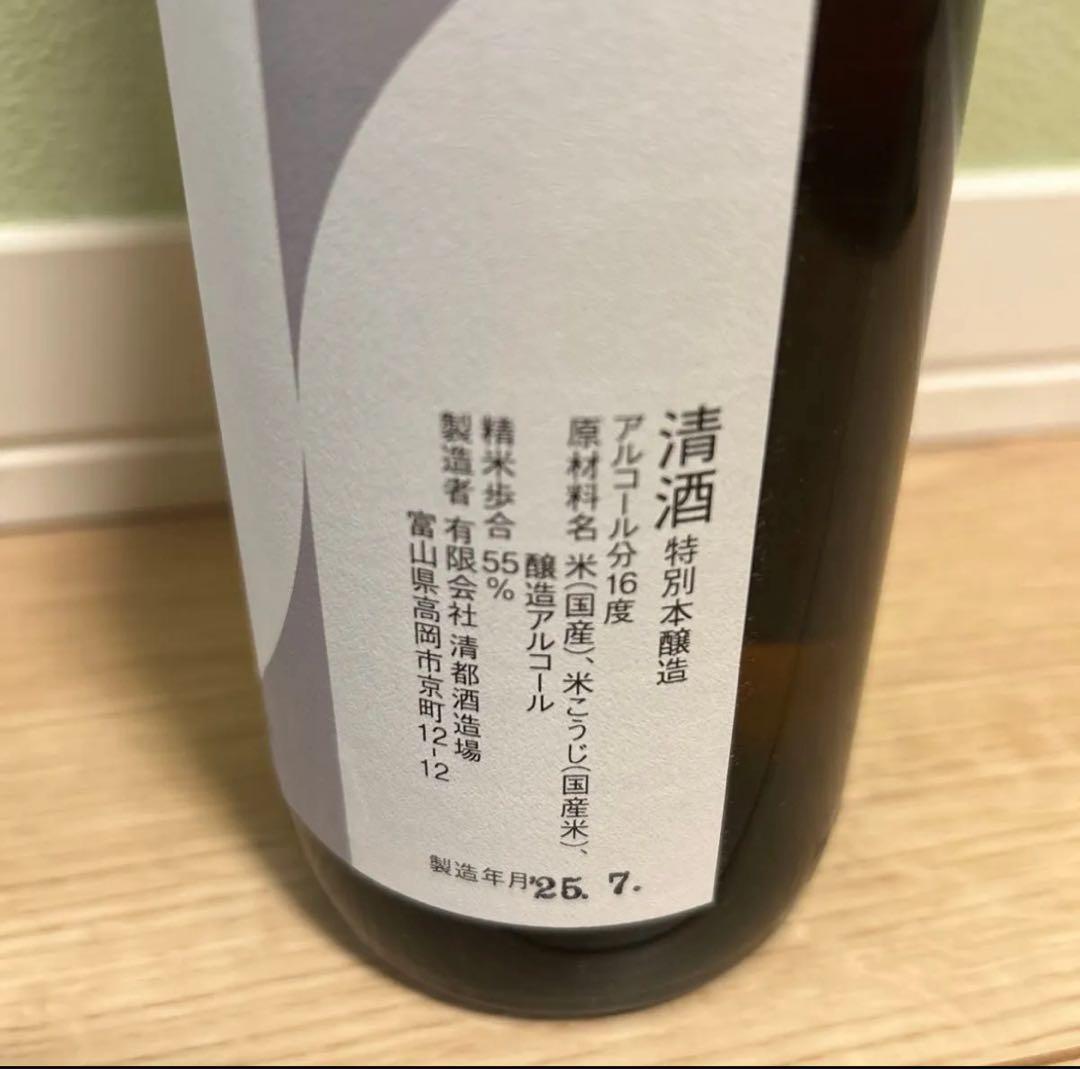 清酒 特別本醸造
アルコール分16度
原材料名 米(国産)、米こうじ(国産米)、
醸造アルコール
精米歩合 55%
製造者 有限会社 清都酒造場
富山県高岡市京町12-12
製造年月'25. 7.